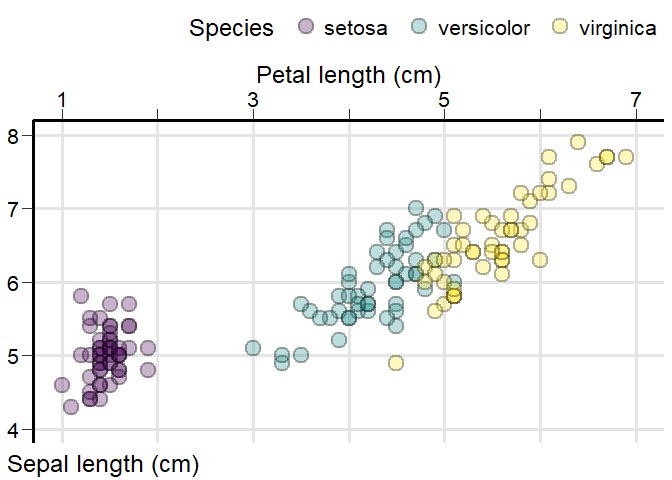 Species setosa versicolor virginica
Petal length (cm)
1 3 5 7
8
7
6
5
4
Sepal length (cm)